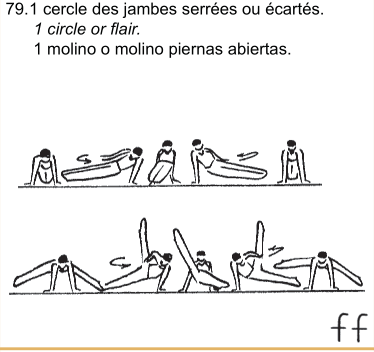 79.1 cercle des jambes serrées ou écartés.
1 circle or flair.
1 molino o molino piernas abiertas.
ff